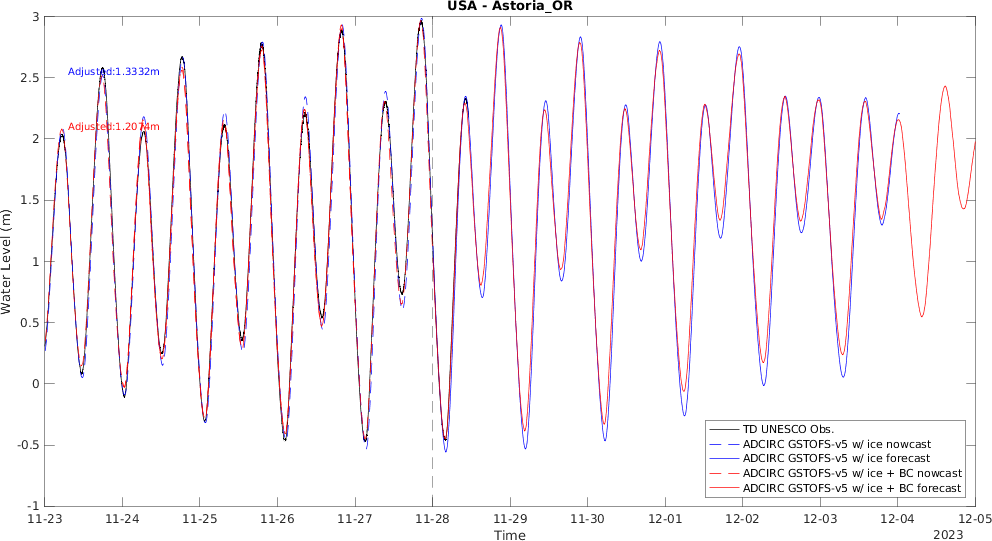 USA - Astoria_OR
3
2.5
2
1.5
1
0.5
0
-0.5
-1
Water Level (m)
Adjusted:1.3332m
Adjusted:1.2074m
TD UNESCO Obs.
ADCIRC GSTOFS-v5 w/ ice nowcast
ADCIRC GSTOFS-v5 w/ ice forecast
ADCIRC GSTOFS-v5 w/ ice + BC nowcast
ADCIRC GSTOFS-v5 w/ ice + BC forecast
11-23 11-24 11-25 11-26 11-27 11-28 11-29 11-30 12-01 12-02 12-03 12-04 12-05
Time
2023